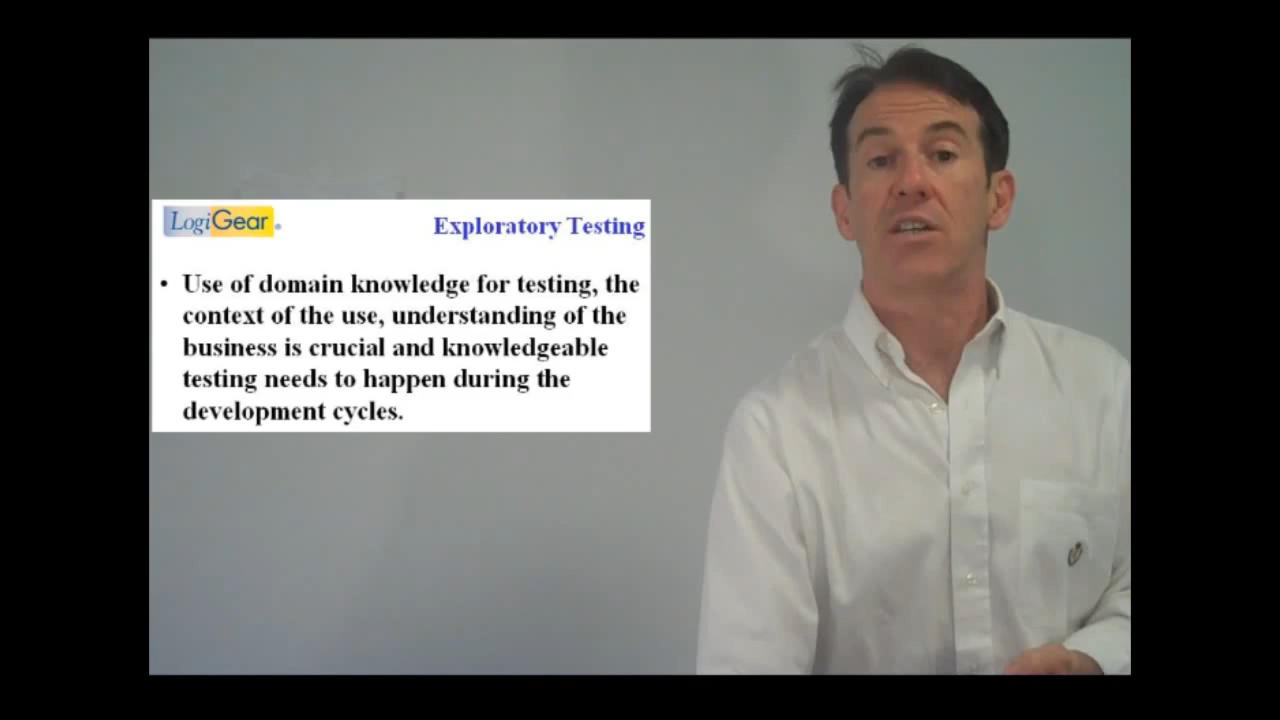 LogiGear
Exploratory Testing
• Use of domain knowledge for testing, the
context of the use, understanding of the
business is crucial and knowledgeable
testing needs to happen during the
development cycles.